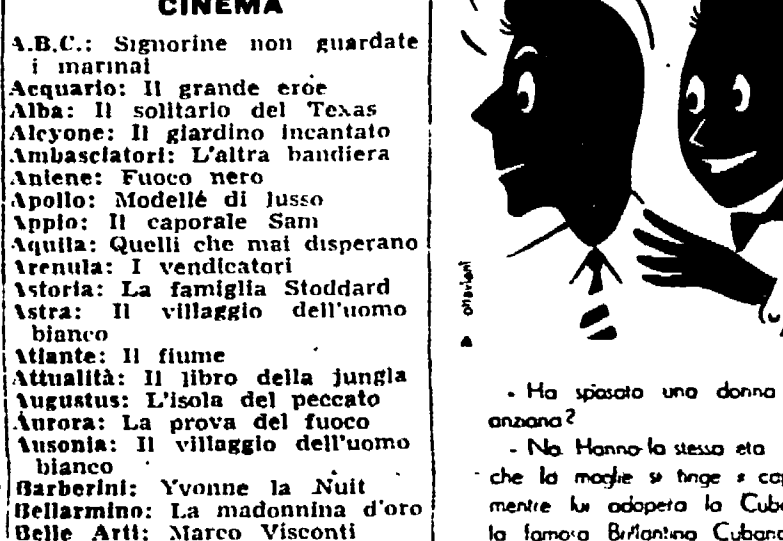 CINEMA
A.B.C.: Signorine non guardate
i marinai
Acquario: Il grande eroe
Alba: Il solitario del Texas
Alcyone: Il giardino incantato
Ambasciatori: L'altra bandiera
Aniene: Fuoco nero
Apollo: Modelle di lusso
Appio: Il caporale Sam
Aquila: Quelli che mai disperano
Arenula: I vendicatori
Astoria: La famiglia Stoddard
Astra: Il villaggio dell'uomo
bianco
Atlante: Il fiume
Attualità: Il libro della jungla
Augustus: L'isola del peccato
Aurora: La prova del fuoco
Ausonia: Il villaggio dell'uomo
bianco
Barberini: Yvonne la Nuit
Bellarmino: La madonnina d'oro
Belle Arti: Marco Visconti
- Ha sposato una donna
anziana?
- No. Hanno la stessa età
che la moglie si tinge i
mentre lui adopera la
la famosa Brillantina